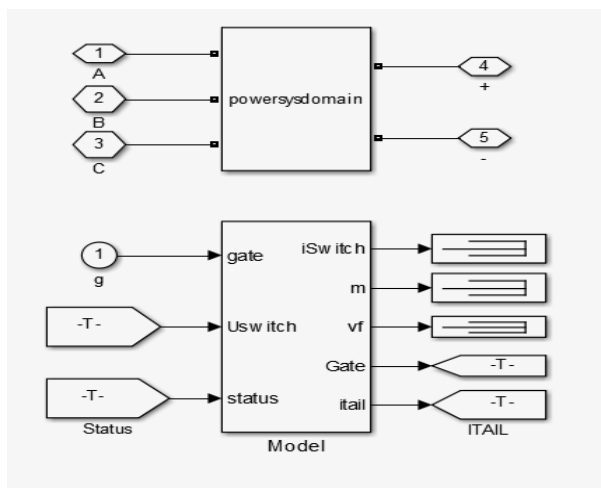 1
A
2
B
3
C
powersysdomain
4
+
5
-
1
g
-T-
-T-
Status
gate
Uswitch
status
iSwitch
m
vf
Gate
itail
Model
-T-
-T-
ITAIL